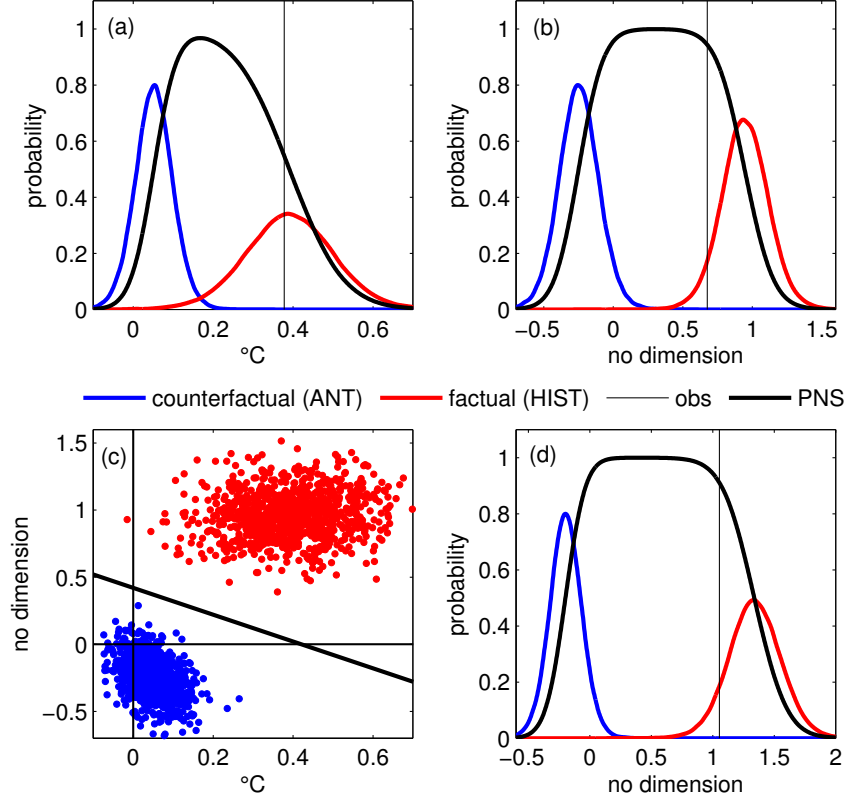 (a)
probability
1
0.8
0.6
0.4
0.2
0
0 0.2 0.4 0.6
°C
(b)
probability
1
0.8
0.6
0.4
0.2
0
−0.5 0 0.5 1 1.5
no dimension
counterfactual (ANT) factual (HIST) obs PNS
(c)
no dimension
1.5
1
0.5
0
−0.5
0 0.2 0.4 0.6
°C
(d)
probability
1
0.8
0.6
0.4
0.2
0
−0.5 0 0.5 1 1.5 2
no dimension